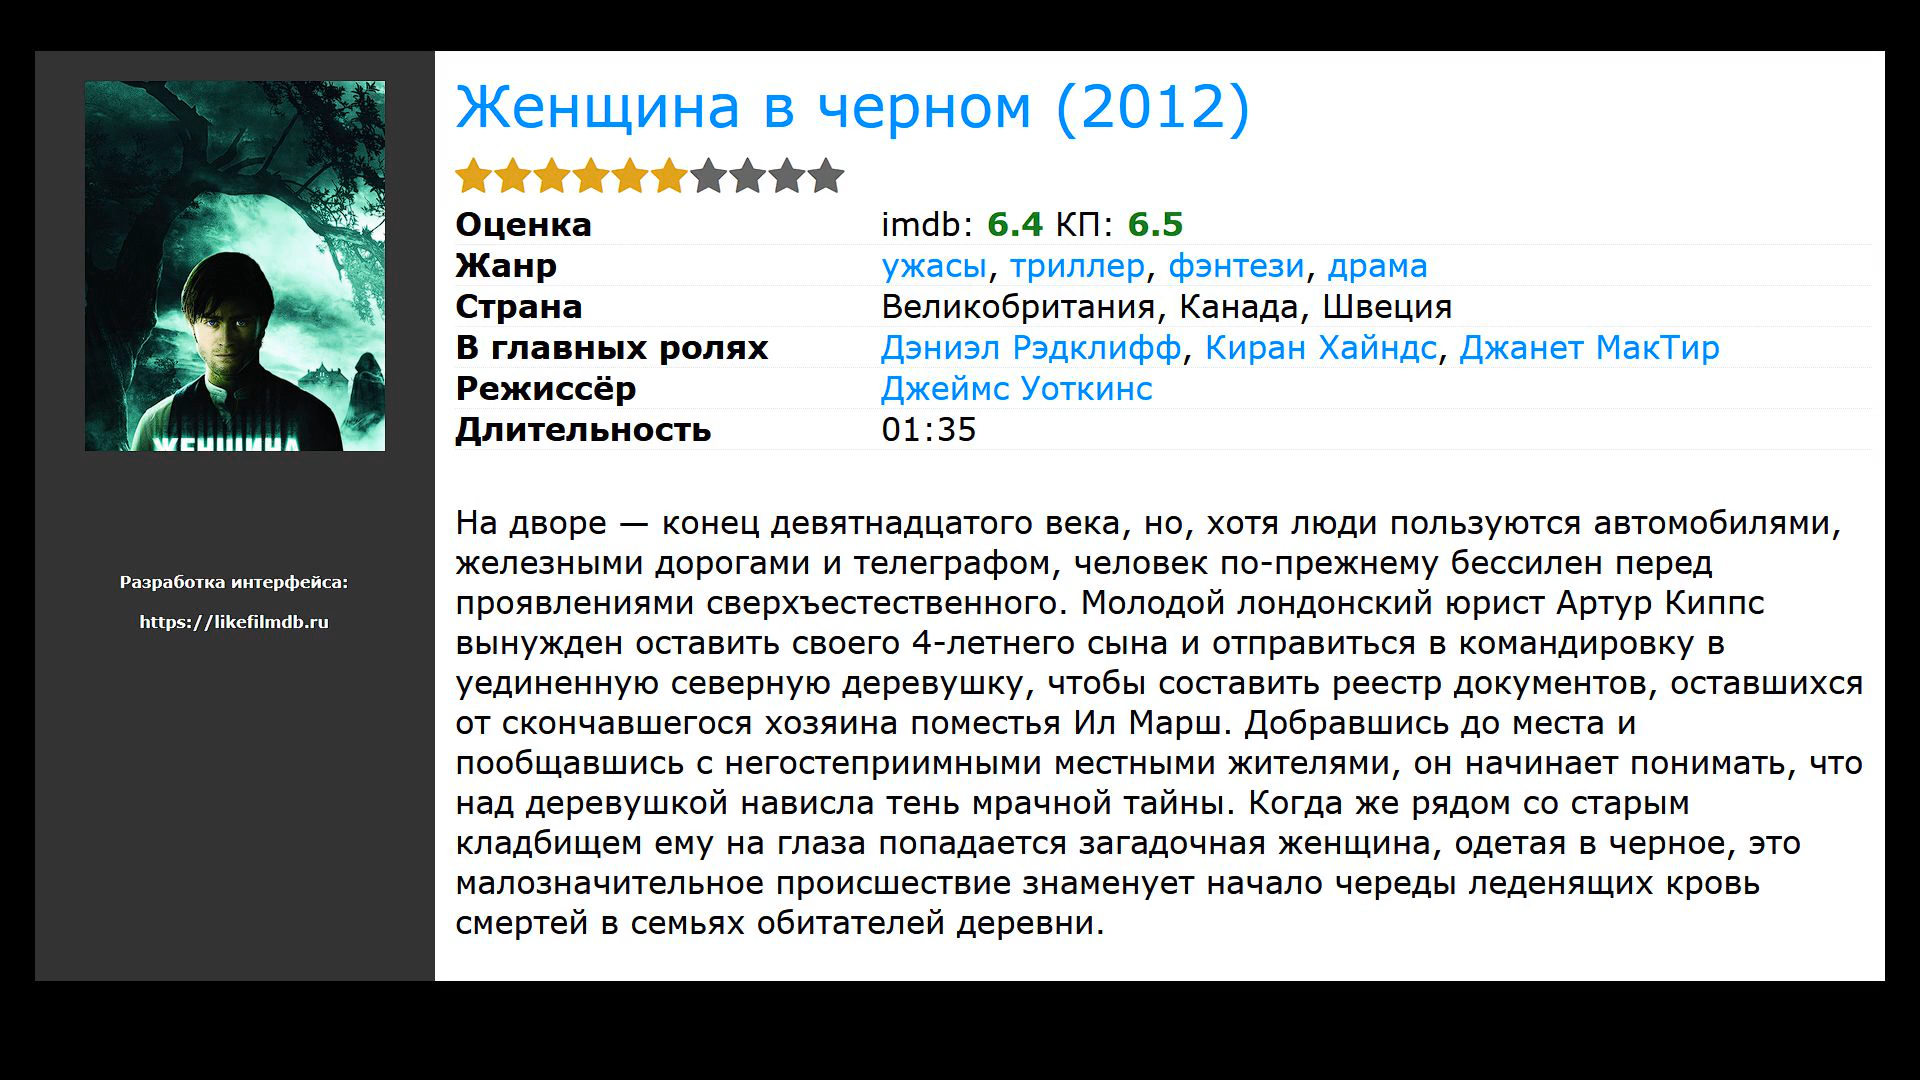 Женщина в черном (2012)
Оценка imdb: 6.4 КП: 6.5
Жанр ужасы, триллер, фэнтези, драма
Страна Великобритания, Канада, Швеция
В главных ролях Дэниэл Рэдклифф, Киран Хайндс, Джанет МакТир
Режиссёр Джеймс Уоткинс
Длительность 01:35
ЖЕНЩИНА
Разработка интерфейса:
https://likefilmdb.ru
На дворе — конец девятнадцатого века, но, хотя люди пользуются автомобилями,
железными дорогами и телеграфом, человек по-прежнему бессилен перед
проявлениями сверхъестественного. Молодой лондонский юрист Артур Киппс
вынужден оставить своего 4-летнего сына и отправиться в командировку в
уединенную северную деревушку, чтобы составить реестр документов, оставшихся
от скончавшегося хозяина поместья Ил Марш. Добравшись до места и
пообщавшись с негостеприимными местными жителями, он начинает понимать, что
над деревушкой нависла тень мрачной тайны. Когда же рядом со старым
кладбищем ему на глаза попадается загадочная женщина, одетая в черное, это
малозначительное происшествие знаменует начало череды леденящих кровь
смертей в семьях обитателей деревни.